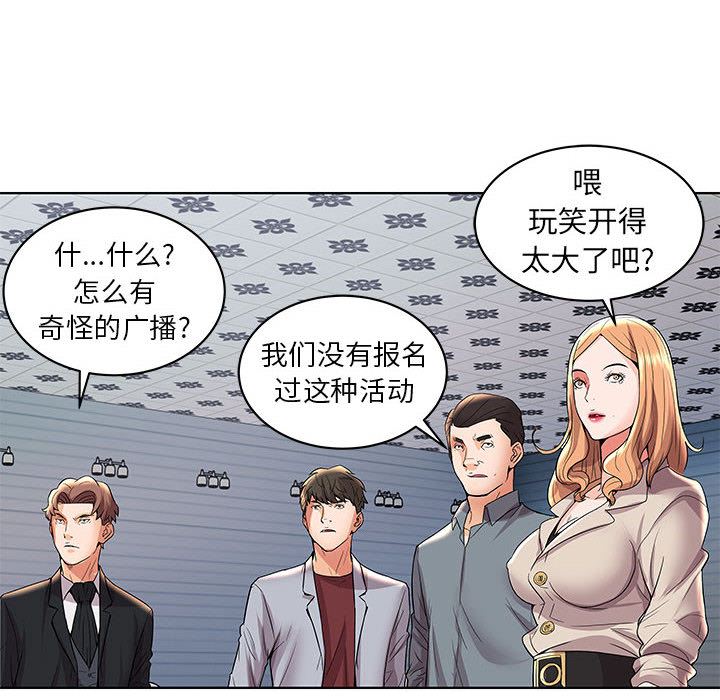 什...什么?
怎么有
奇怪的广播?
我们没有报名
过这种活动
喂
玩笑开得
太大了吧?